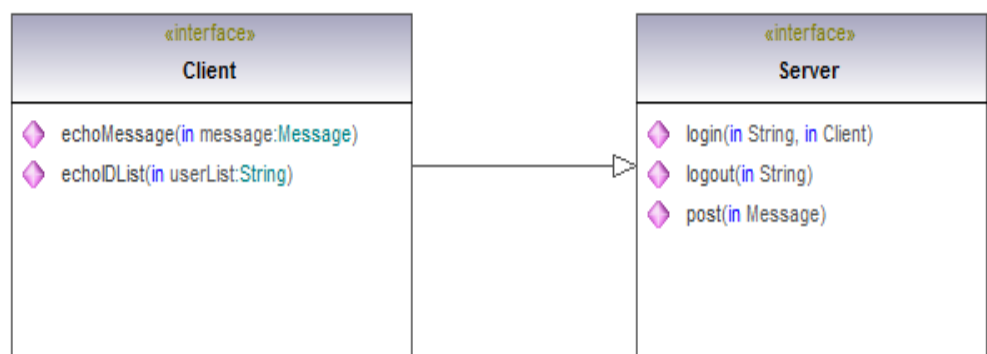 «interface»
Client
echoMessage(in message:Message)
echoIDList(in userList:String)
«interface»
Server
login(in String, in Client)
logout(in String)
post(in Message)